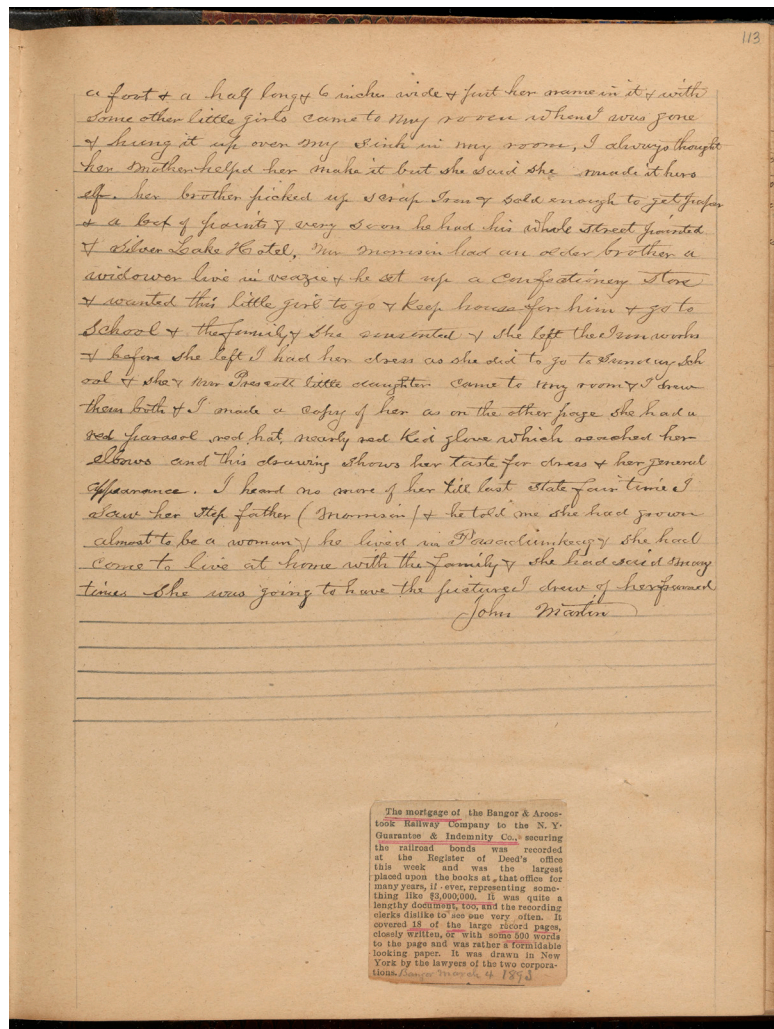 113
a foot & a half long & 6 inches wide & put her name in it & with
some other little girls came to my room when I was gone
& hung it up over my sink in my room, I always thought
her Mother helped her make it but she said she made it hers
elf. her brother picked up scrap Iron & sold enough to get paper
& a box of paints & very soon he had his whole street painted
& Silver Lake Hotel, Mr Morrison had an older brother a
widower live in veazie & he set up a confectionery store
& wanted this little girl to go & keep house for him & go to
school & the family & she consented & she left the Iron works
& before she left I had her dress as she did to go to Sunday Sch
ool & she & Mr Prescott little daughter came to my room & I drew
them both & I made a copy of her as on the other page she had a
red parasol red hat, nearly red Kid glove which reached her
elbows and this drawing shows her taste for dress & her general
appearance. I heard no more of her till last state fair time I
saw her step father (Morrison) & he told me she had grown
almost to be a woman & he lived in Passadumkeag & she had
come to live at home with the family & she had said many
times she was going to have the picture I drew of her framed
John Martin
The mortgage of the Bangor & Aroos-
took Railway Company to the N. Y.
Guarantee & Indemnity Co., securing
the railroad bonds was recorded
at the Register of Deed's office
this week and was the largest
placed upon the books at that office for
many years, if ever, representing some-
thing like $3,000,000. It was quite a
lengthy document, too, and the recording
clerks dislike to see one very often. It
covered 18 of the large record pages,
closely written, or with some 500 words
to the page and was rather a formidable
looking paper. It was drawn in New
York by the lawyers of the two corpora-
tions. Bangor March 4 1893